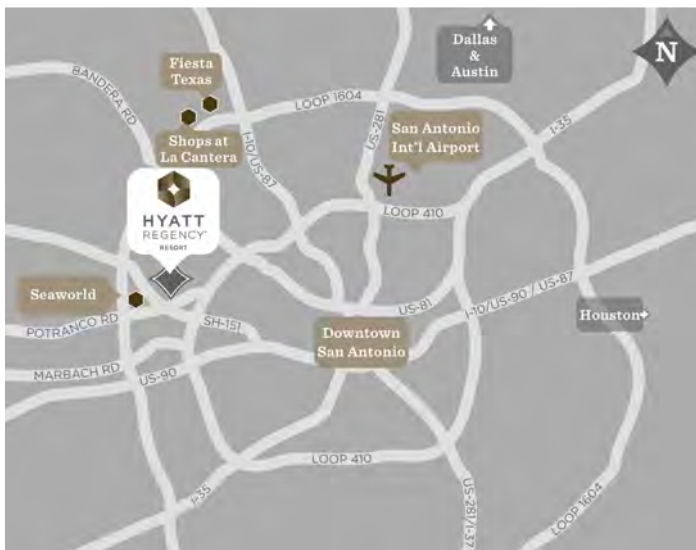 Dallas
&
Austin
N
Fiesta
Texas
BANDERA RD
LOOP 1604
I-10/US-87
US-281
I-35
Shops at
La Cantera
San Antonio
Int'l Airport
HYATT
REGENCY
RESORT
LOOP 410
Seaworld
I-10/US-90 / US-87
US-81
POTRANCO RD
SH-151
Houston
Downtown
San Antonio
MARBACH RD
US-90
LOOP 410
I-35
US-281/I-37
LOOP 1604